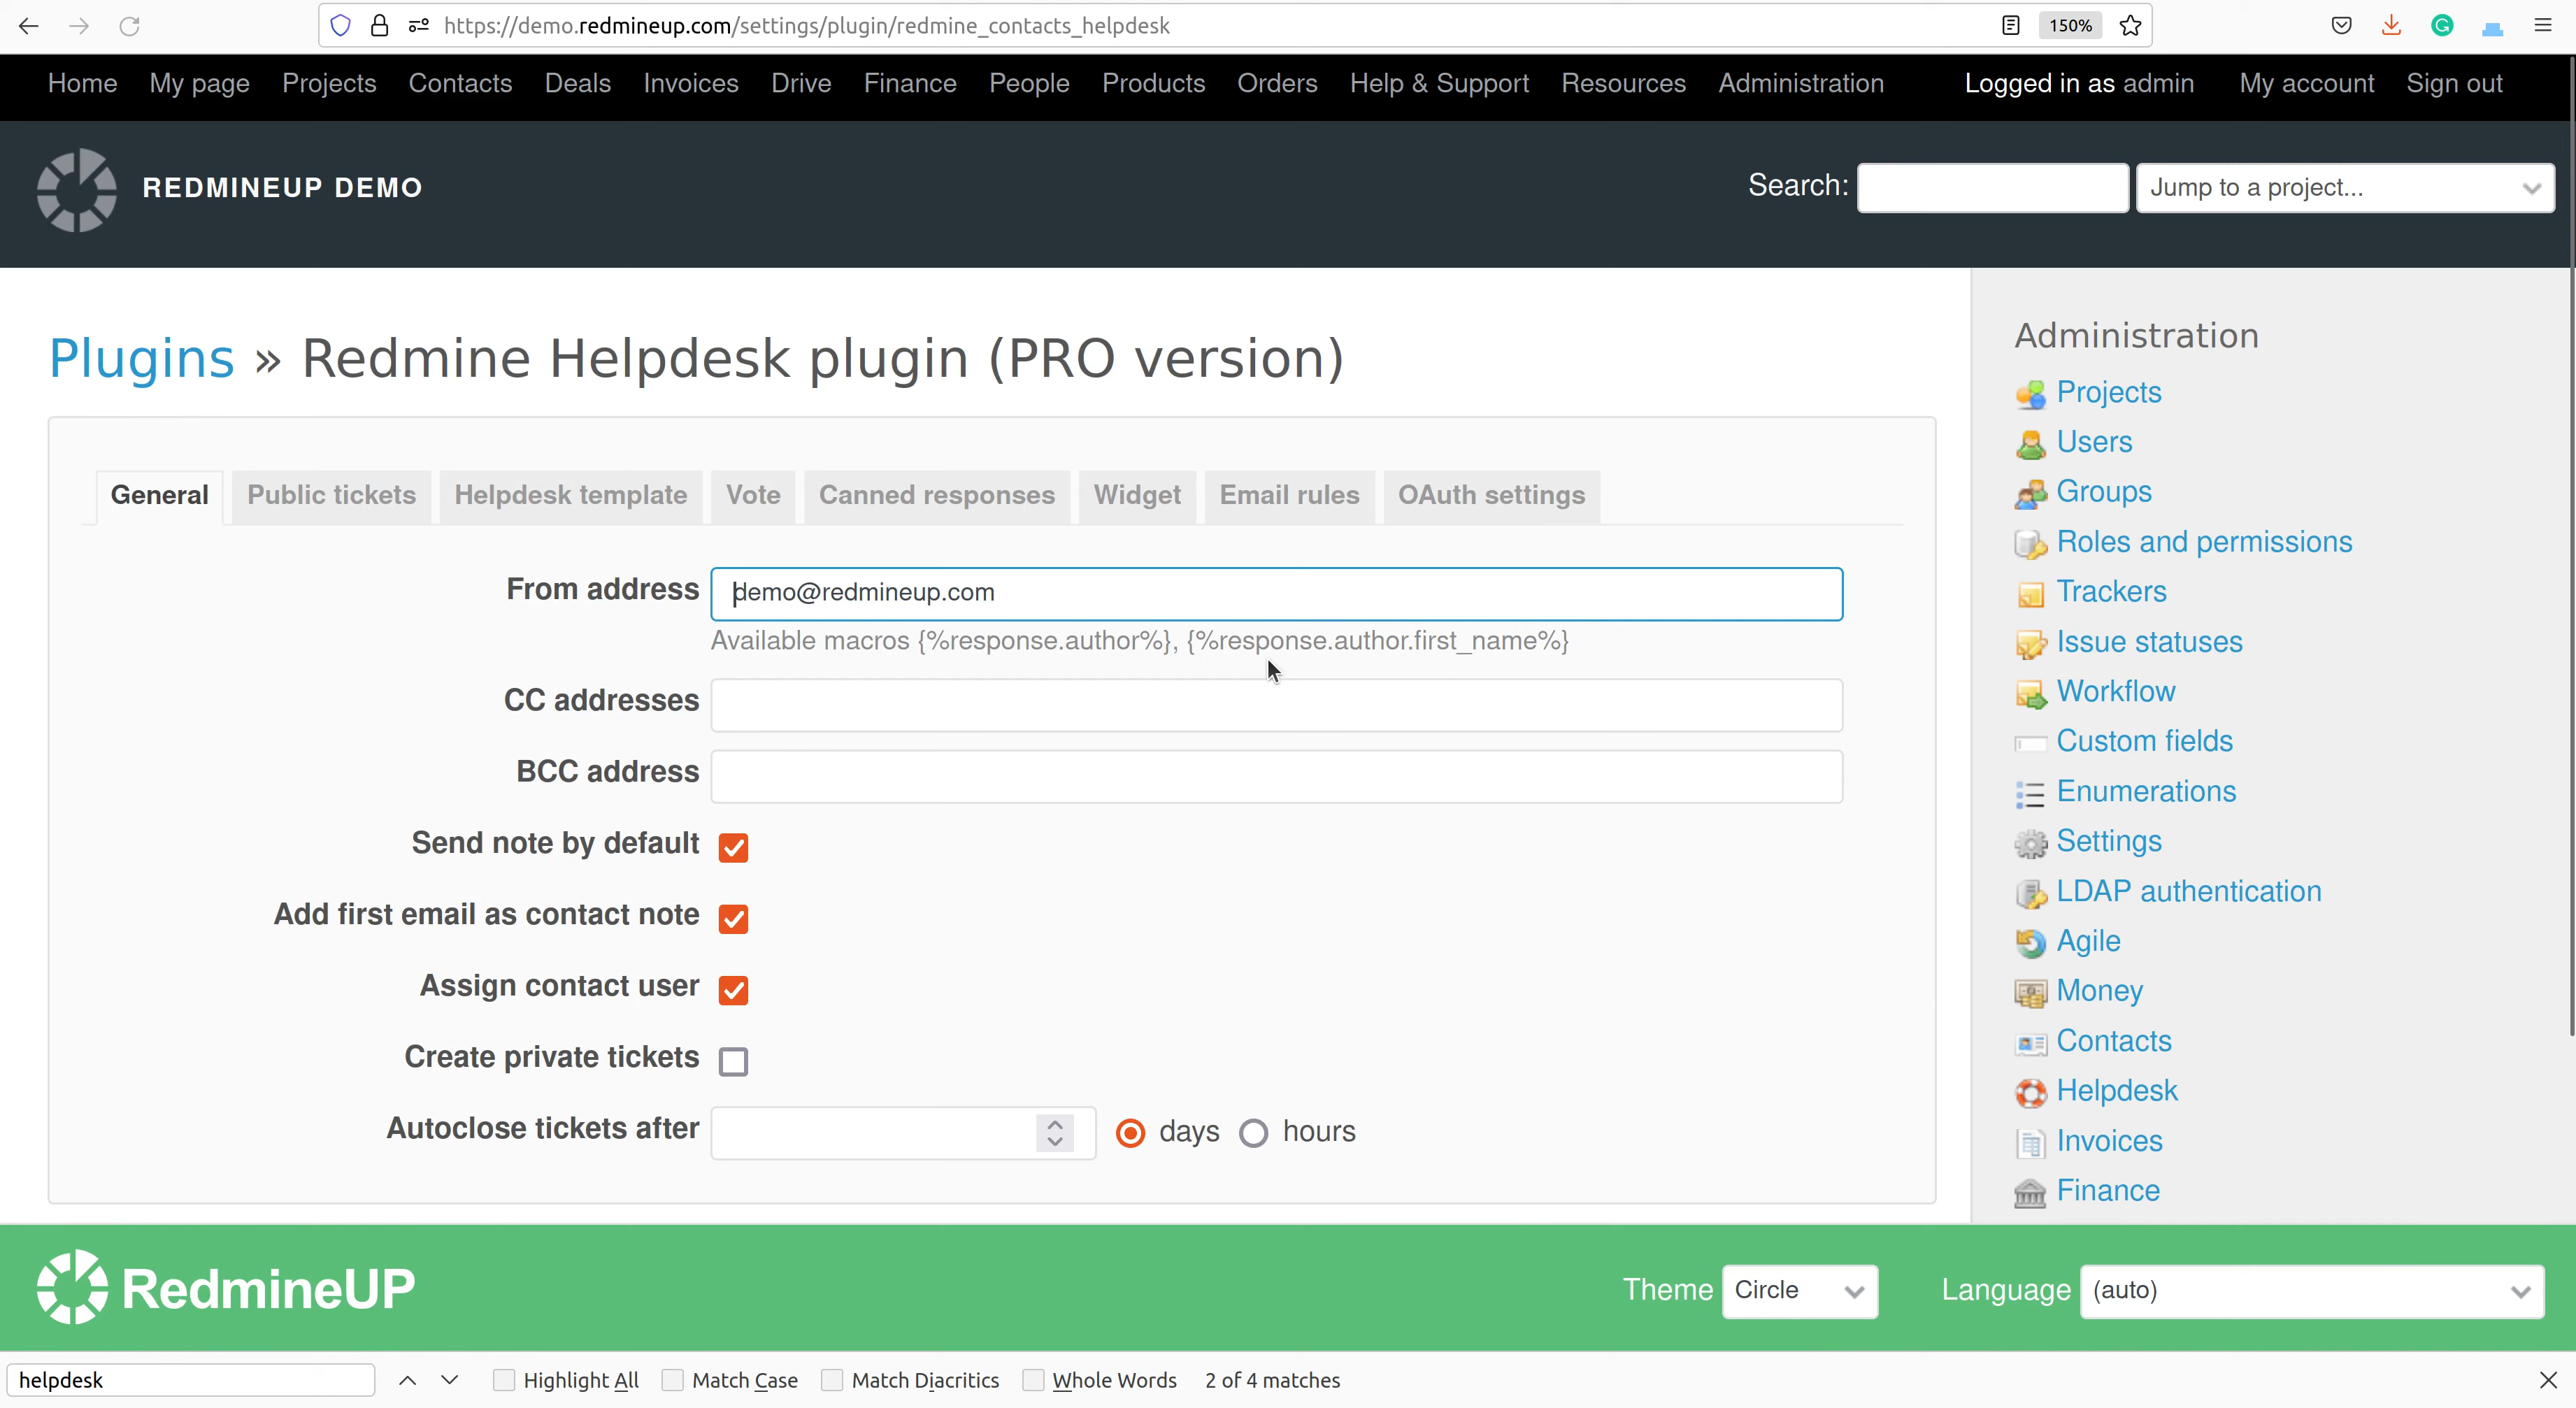 https://demo.redmineup.com/settings/plugin/redmine_contacts_helpdesk 150%
Home My page Projects Contacts Deals Invoices Drive Finance People Products Orders Help & Support Resources Administration Logged in as admin My account Sign out
REDMINEUP DEMO
Search: Jump to a project...
Plugins » Redmine Helpdesk plugin (PRO version)
General Public tickets Helpdesk template Vote Canned responses Widget Email rules OAuth settings
From address demo@redmineup.com
Available macros {%response.author%}, {%response.author.first_name%}
CC addresses
BCC address
Send note by default
Add first email as contact note
Assign contact user
Create private tickets
Autoclose tickets after days hours
Administration
Projects
Users
Groups
Roles and permissions
Trackers
Issue statuses
Workflow
Custom fields
Enumerations
Settings
LDAP authentication
Agile
Money
Contacts
Helpdesk
Invoices
Finance
RedmineUP
Theme Circle Language (auto)
helpdesk Highlight All Match Case Match Diacritics Whole Words 2 of 4 matches